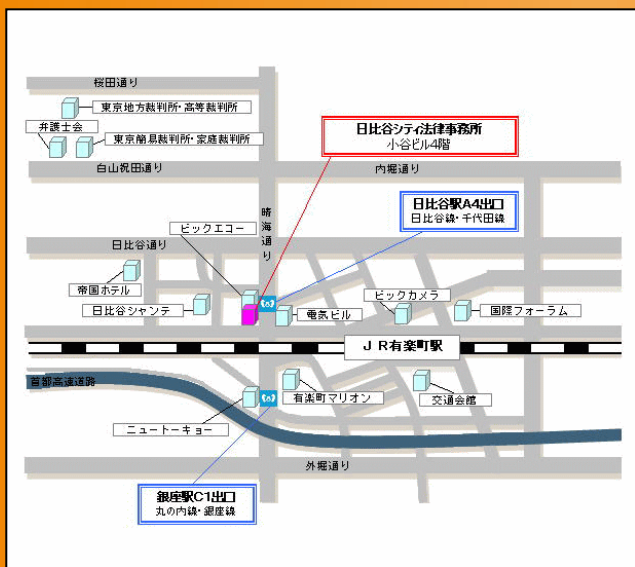 桜田通り
東京地方裁判所・高等裁判所
弁護士会
東京簡易裁判所・家庭裁判所
日比谷シティ法律事務所
小谷ビル4階
白山祝田通り
内堀通り
日比谷駅A4出口
日比谷線・千代田線
晴海通り
ビックエコー
日比谷通り
帝国ホテル
日比谷シャンテ
電気ビル
ビックカメラ
国際フォーラム
JR有楽町駅
首都高速道路
有楽町マリオン
交通会館
ニュートーキョー
外堀通り
銀座駅C1出口
丸の内線・銀座線